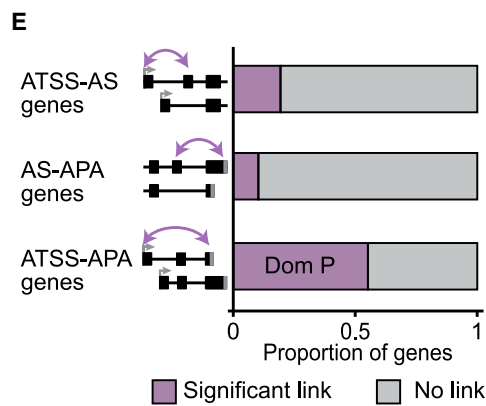 E
ATSS-AS
genes
AS-APA
genes
ATSS-APA
genes
Dom P
0 0.5 1
Proportion of genes
Significant link No link